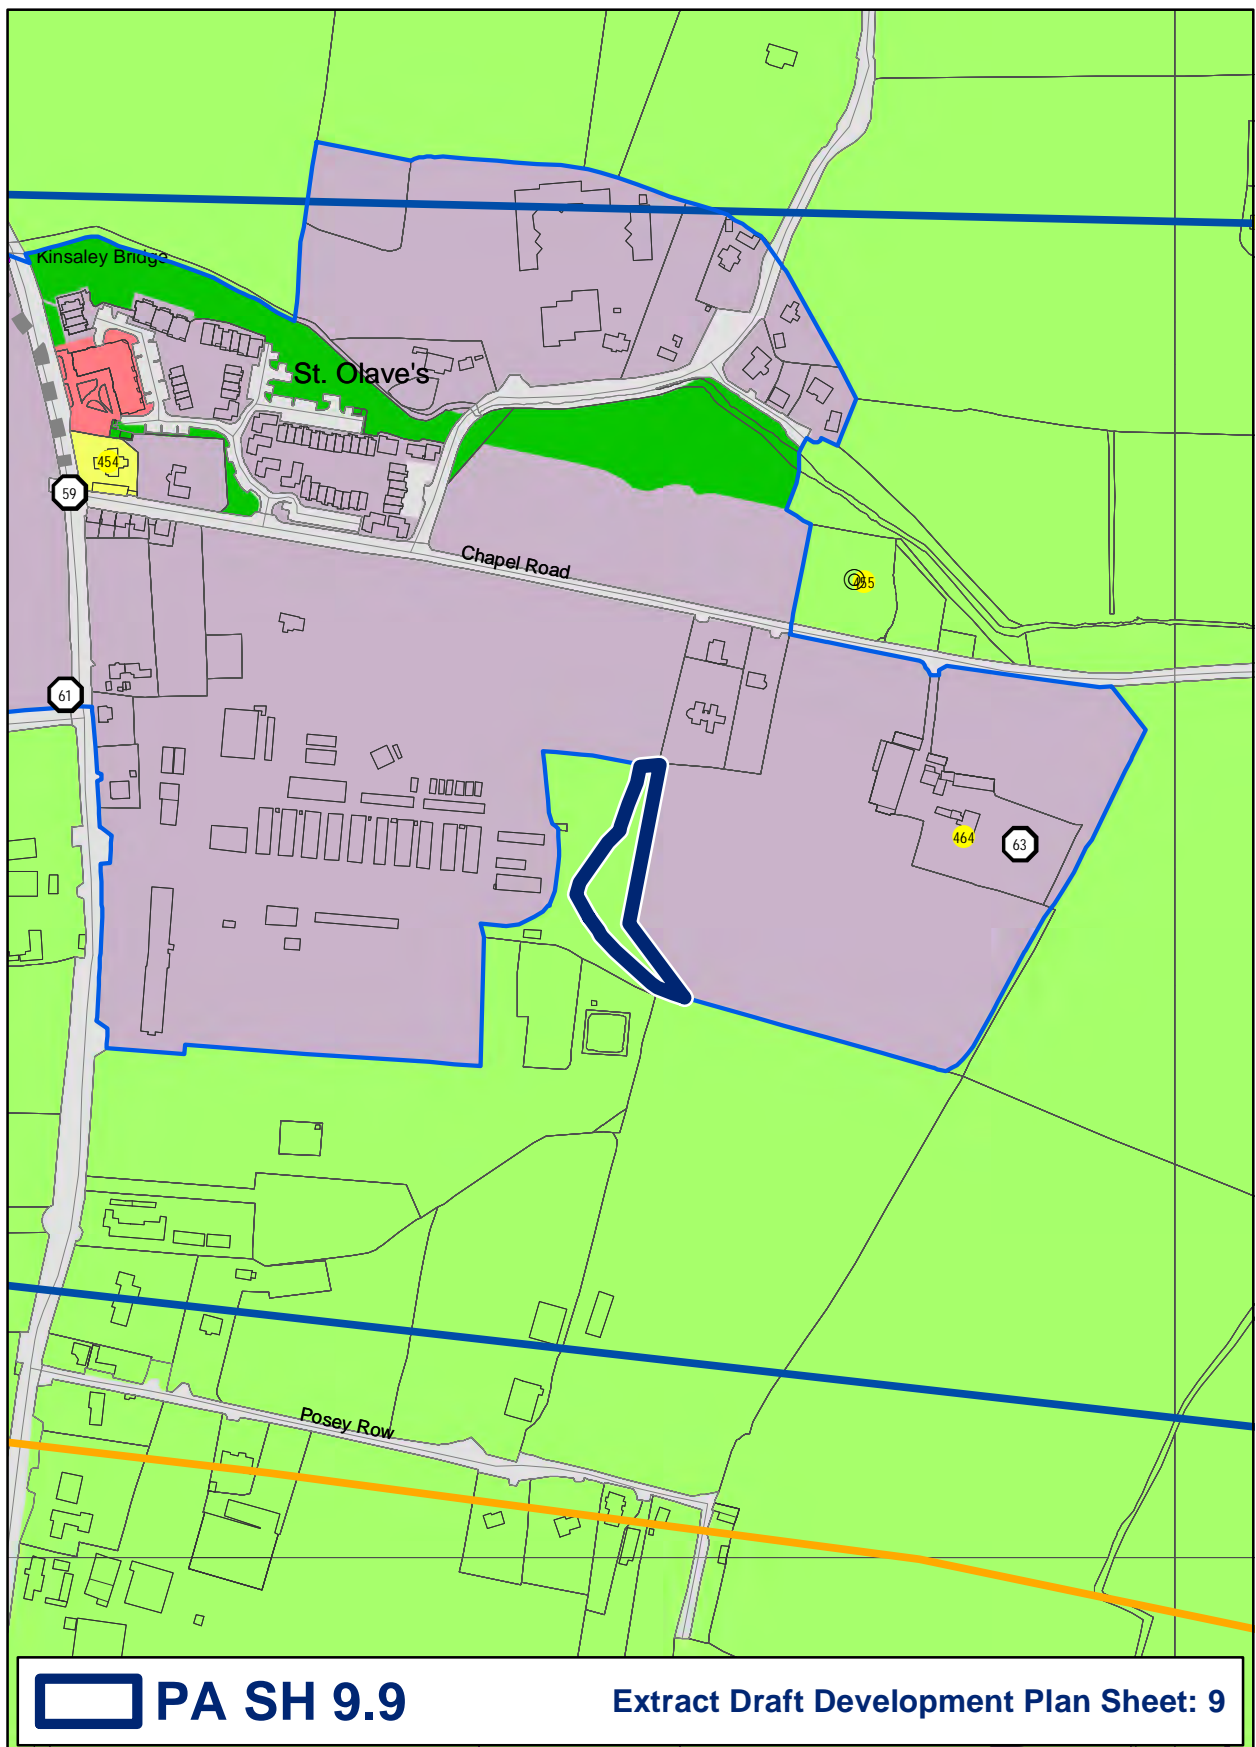 Kinsaley Bridge
St. Olave's
454
59
Chapel Road
455
61
464
63
Posey Row
PA SH 9.9
Extract Draft Development Plan Sheet: 9